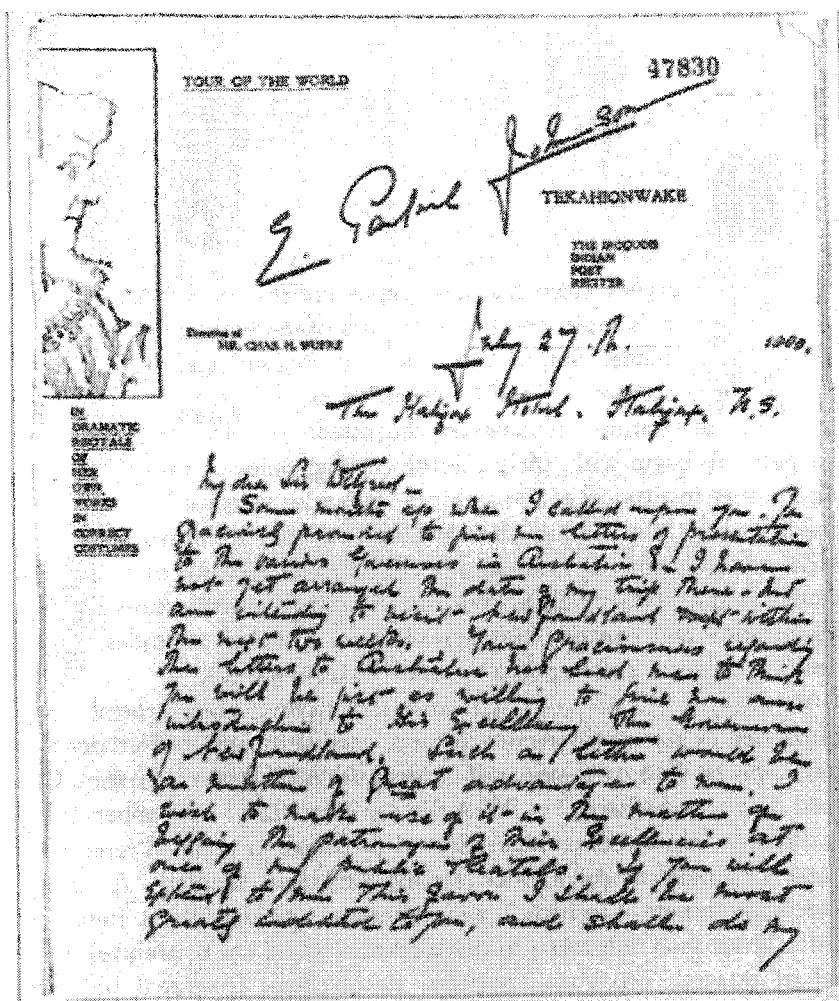 TOUR OF THE WORLD
47830
E. Pauline Johnson
TEKAHIONWAKE
THE IROQUOIS
INDIAN
POET
RECITER
Direction of
MR. CHAS. H. WUERZ
July 27th. 1900.
The Halifax Hotel. Halifax. N.S.
IN
DRAMATIC
RECITALS
OF
HER
OWN
WORKS
IN
CORRECT
COSTUMES
My dear Sir Wilfred—
Some months ago when I called upon you. You
graciously promised to give me letters of presentation
to the various Governors in Australia &. I have
not yet arranged the date of my trip there— but
am intending to visit Newfoundland within
the next two weeks. Your graciousness regarding
the letters to Australia has lead me to think
you will be just as willing to give me an
introduction to His Excellency The Governor
of Newfoundland. Such a letter would be
a matter of great advantage to me. I
wish to make use of it in the matter of
begging the patronage of their Excellencies at
one of my public recitals. If you will
extend to me this favor I shall be most
greatly indebted to you, and shall do my